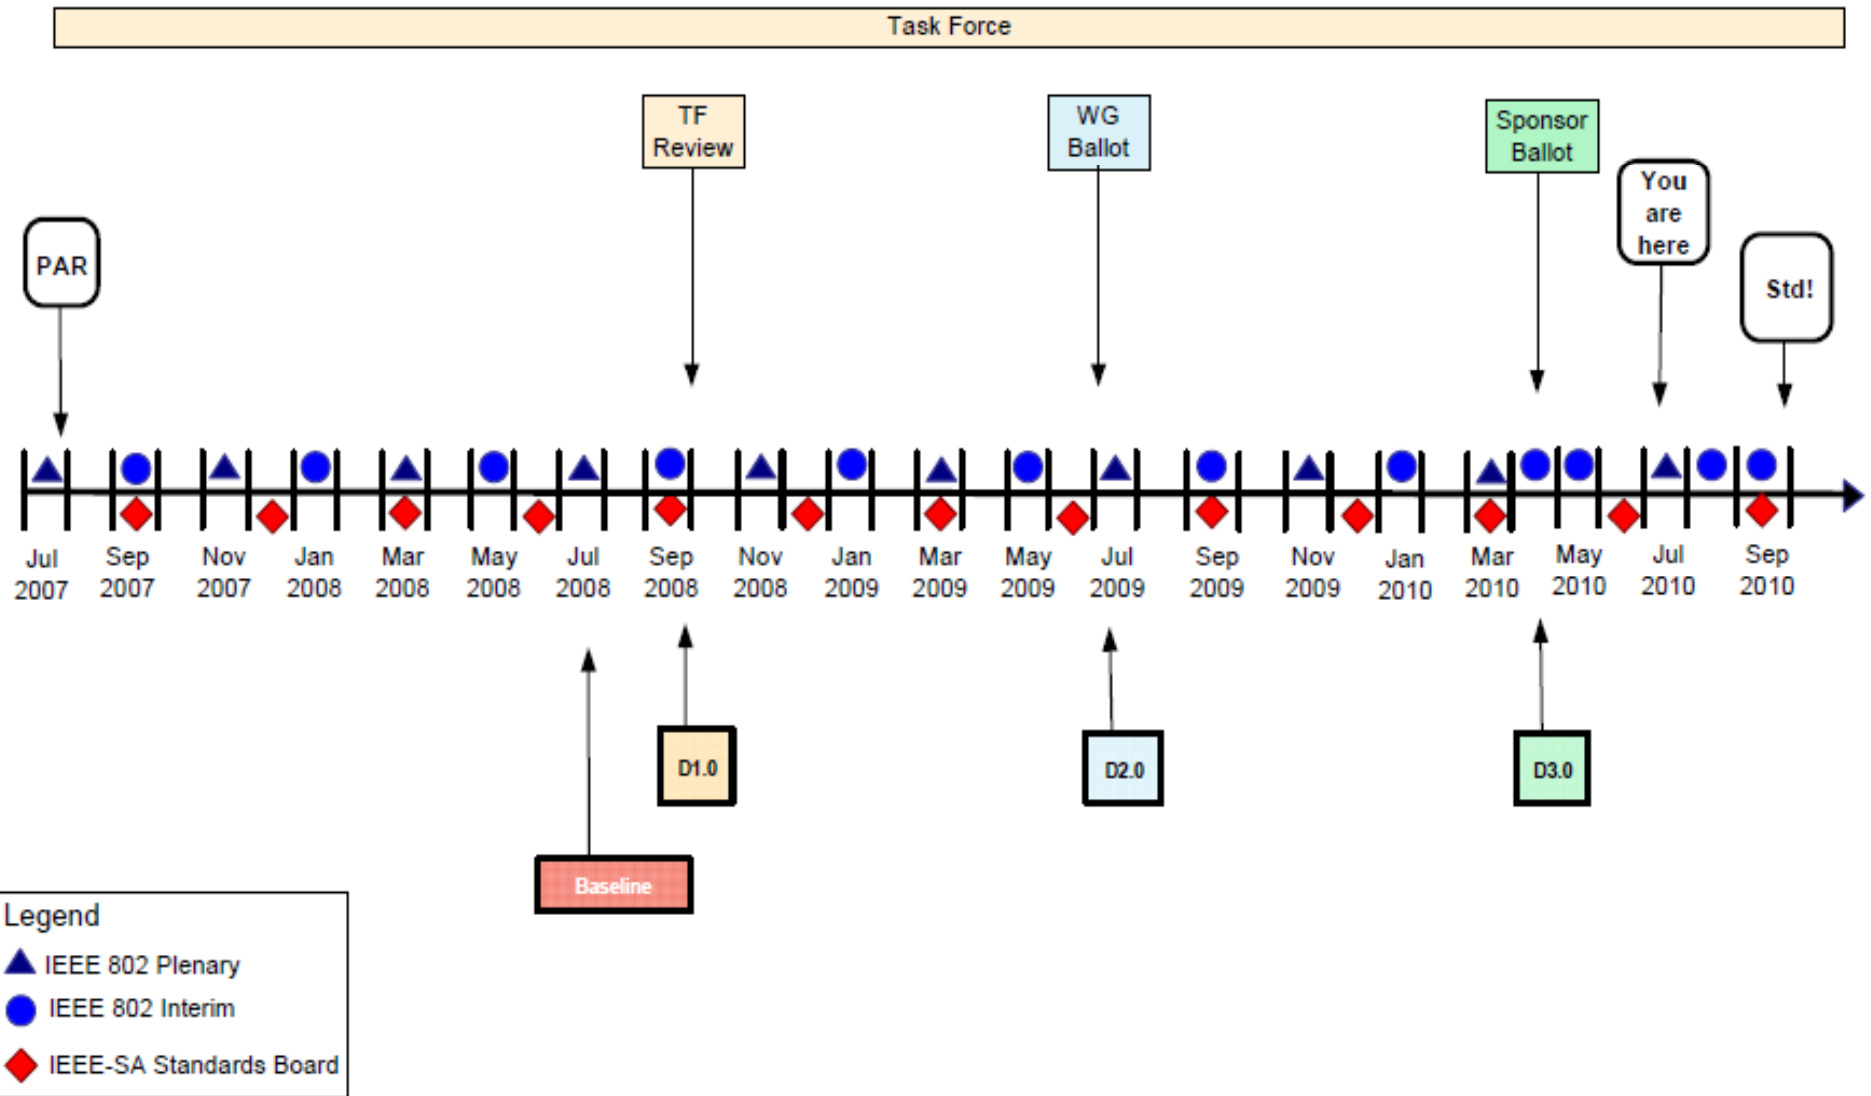 Task Force
TF
Review
WG
Ballot
Sponsor
Ballot
You
are
here
PAR
Std!
Jul
2007
Sep
2007
Nov
2007
Jan
2008
Mar
2008
May
2008
Jul
2008
Sep
2008
Nov
2008
Jan
2009
Mar
2009
May
2009
Jul
2009
Sep
2009
Nov
2009
Jan
2010
Mar
2010
May
2010
Jul
2010
Sep
2010
D1.0
D2.0
D3.0
Baseline
Legend
IEEE 802 Plenary
IEEE 802 Interim
IEEE-SA Standards Board